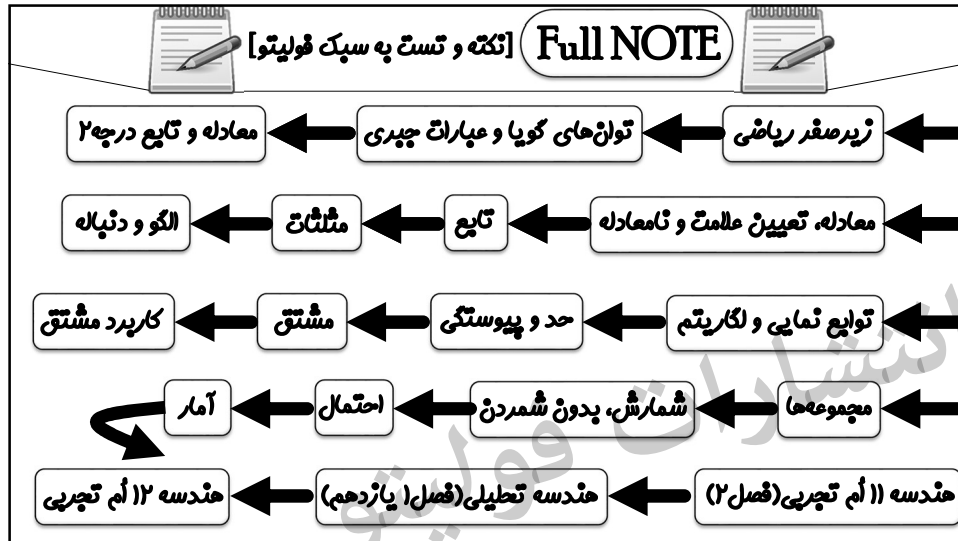 Full NOTE [نکته و تست به سبک فولیتو]
زیرصفر ریاضی توان‌های گویا و عبارات جبری معادله و تابع درجه۲
معادله، تعیین علامت و نامعادله تابع مثلثات الگو و دنباله
توابع نمایی و لگاریتم حد و پیوستگی مشتق کاربرد مشتق
مجموعه‌ها شمارش، بدون شمردن احتمال آمار
هندسه ۱۱ اُم تجربی(فصل۲) هندسه تحلیلی(فصل۱ یازدهم) هندسه ۱۲ اُم تجربی
انتشارات فولیتو